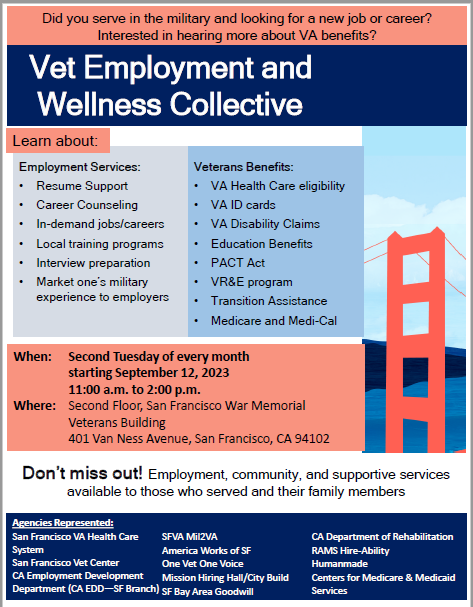 Did you serve in the military and looking for a new job or career?
Interested in hearing more about VA benefits?
Vet Employment and
Wellness Collective
Learn about:
Employment Services:
• Resume Support
• Career Counseling
• In-demand jobs/careers
• Local training programs
• Interview preparation
• Market one's military
experience to employers
Veterans Benefits:
• VA Health Care eligibility
• VA ID cards
• VA Disability Claims
• Education Benefits
• PACT Act
• VR&E program
• Transition Assistance
• Medicare and Medi-Cal
When: Second Tuesday of every month
starting September 12, 2023
11:00 a.m. to 2:00 p.m.
Where: Second Floor, San Francisco War Memorial
Veterans Building
401 Van Ness Avenue, San Francisco, CA 94102
Don't miss out! Employment, community, and supportive services
available to those who served and their family members
Agencies Represented:
San Francisco VA Health Care
System
San Francisco Vet Center
CA Employment Development
Department (CA EDD—SF Branch)
SFVA Mil2VA
America Works of SF
One Vet One Voice
Mission Hiring Hall/City Build
SF Bay Area Goodwill
CA Department of Rehabilitation
RAMS Hire-Ability
Humanmade
Centers for Medicare & Medicaid
Services